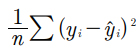 1/n ∑ (yᵢ − ŷᵢ)²